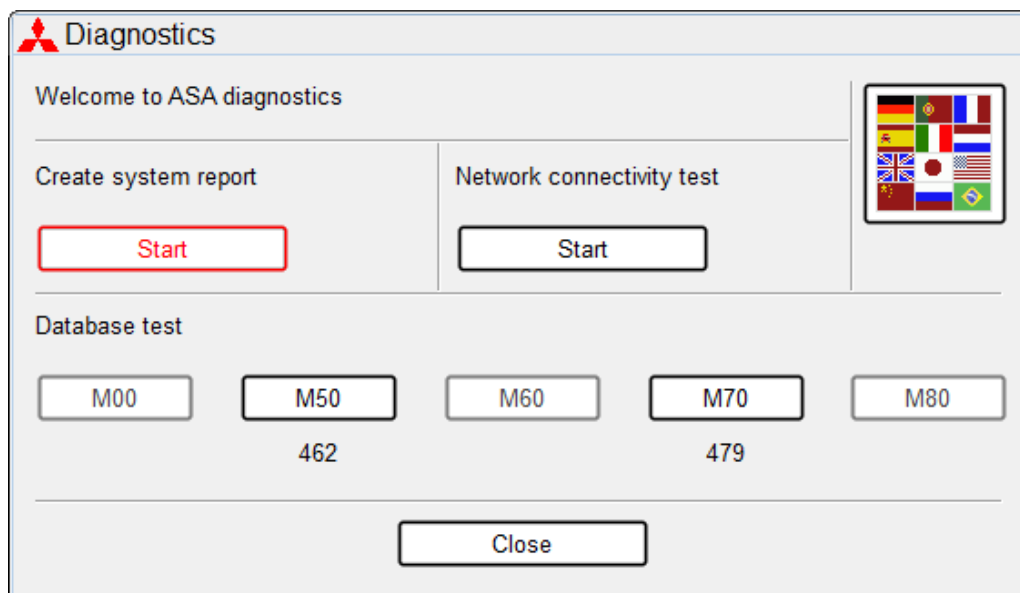 Diagnostics
Welcome to ASA diagnostics
Create system report
Network connectivity test
Start
Start
Database test
M00 M50 M60 M70 M80
462 479
Close